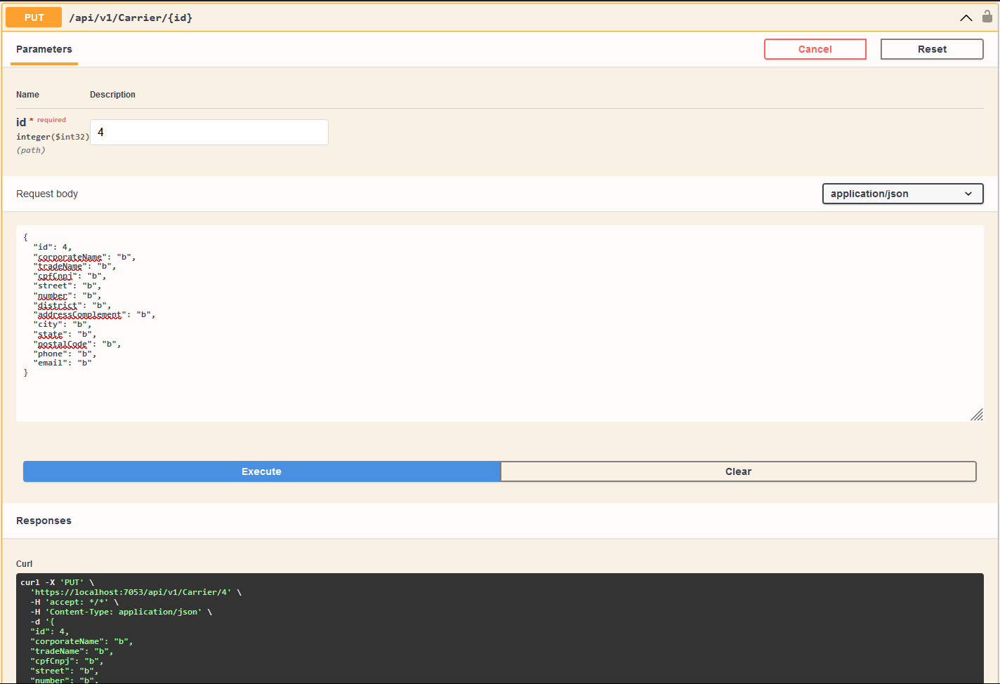 PUT /api/v1/Carrier/{id}
Parameters
Cancel
Reset
Name Description
id * required
integer($int32)
(path)
4
Request body
application/json
{
  "id": 4,
  "corporateName": "b",
  "tradeName": "b",
  "cpfCnpj": "b",
  "street": "b",
  "number": "b",
  "district": "b",
  "addressComplement": "b",
  "city": "b",
  "state": "b",
  "postalCode": "b",
  "phone": "b",
  "email": "b"
}
Execute
Clear
Responses
Curl
curl -X 'PUT' \
  'https://localhost:7053/api/v1/Carrier/4' \
  -H 'accept: */*' \
  -H 'Content-Type: application/json' \
  -d '{
  "id": 4,
  "corporateName": "b",
  "tradeName": "b",
  "cpfCnpj": "b",
  "street": "b",
  "number": "b",